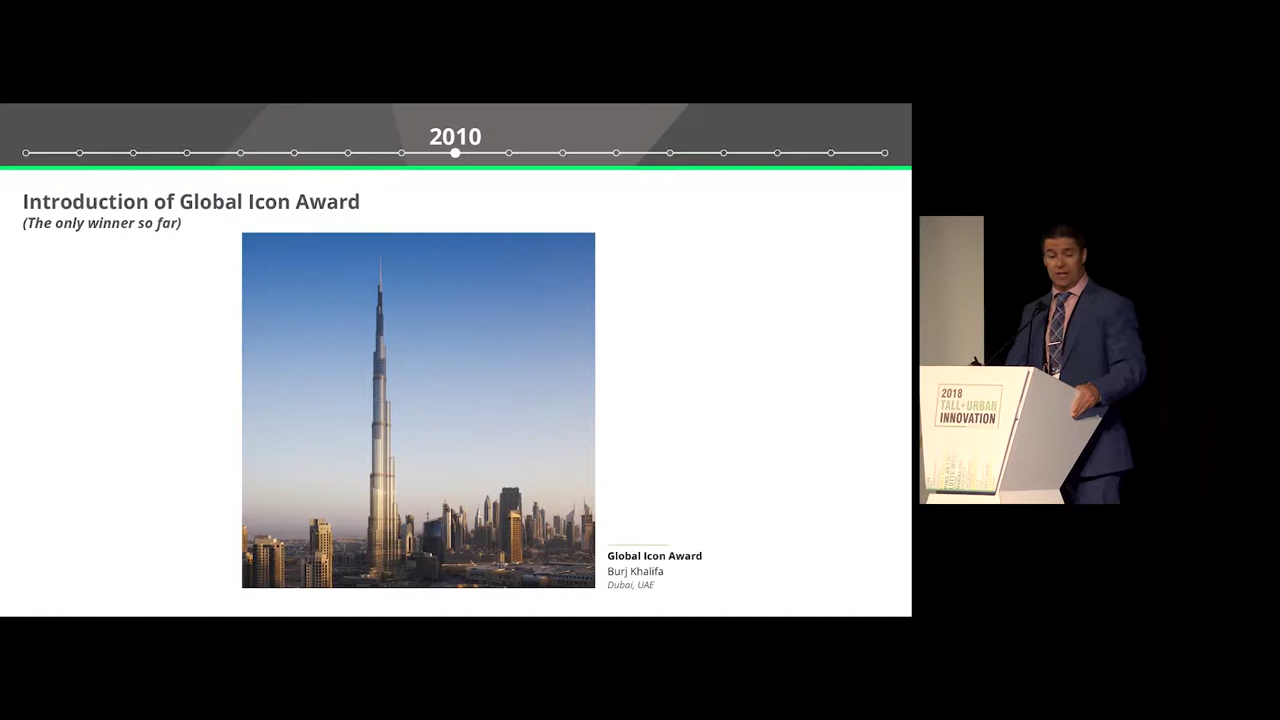 2010
Introduction of Global Icon Award
(The only winner so far)
Global Icon Award
Burj Khalifa
Dubai, UAE
2018
TALL+URBAN
INNOVATION